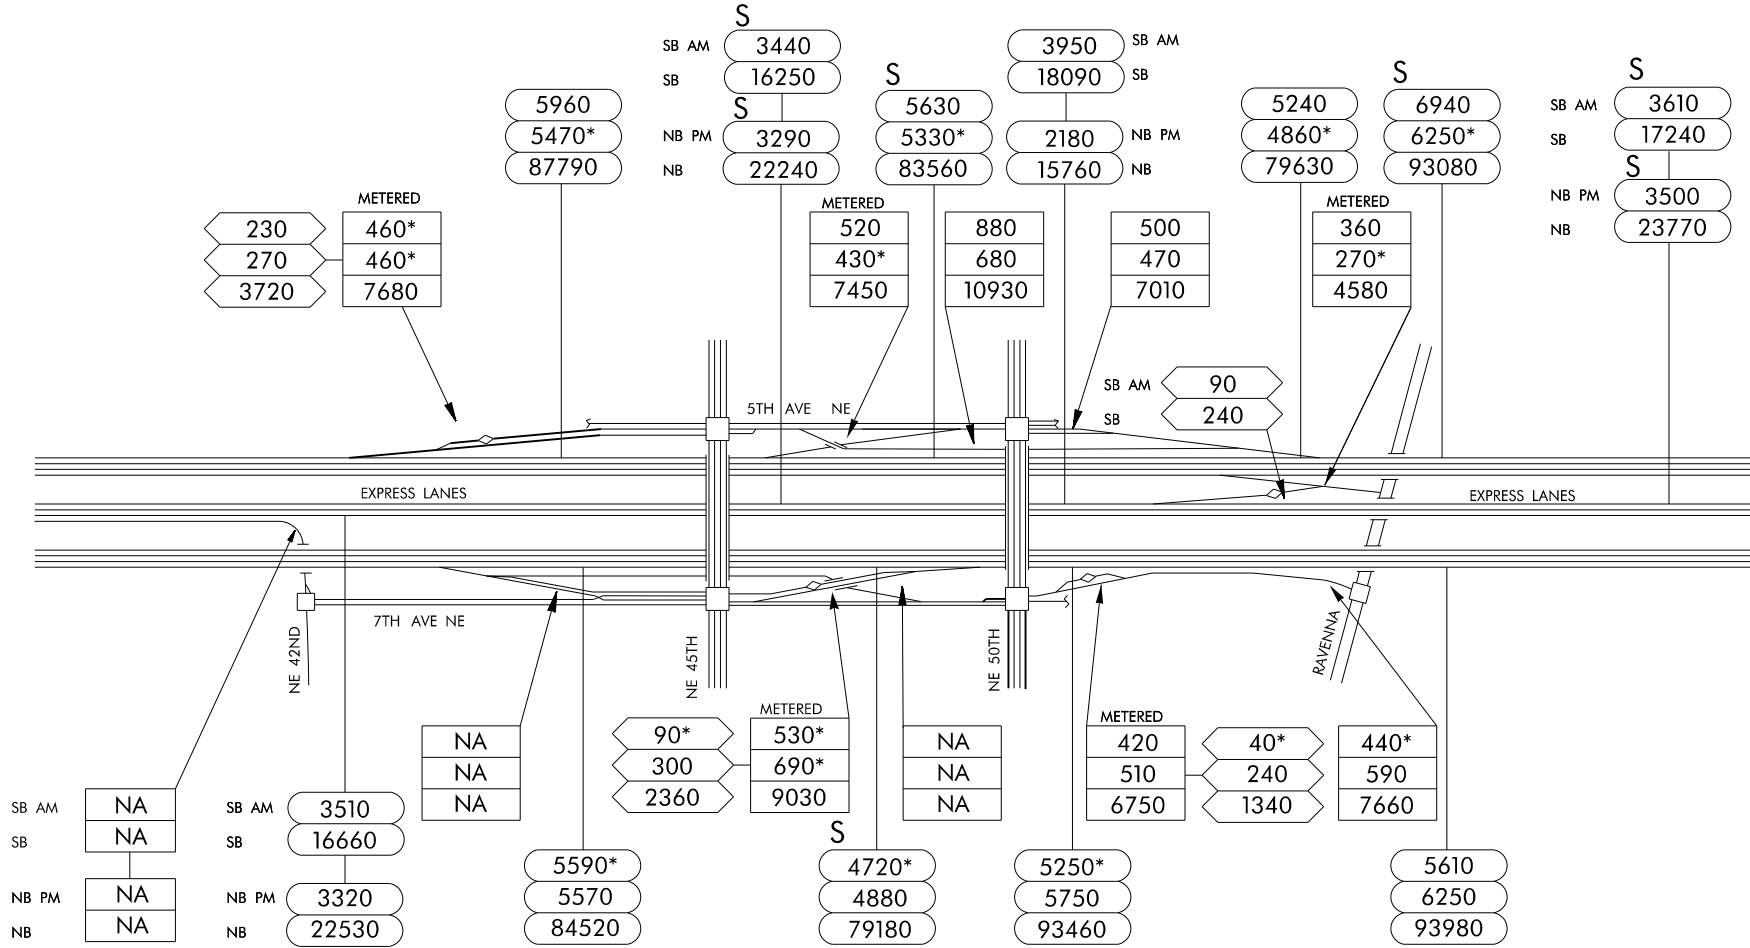 S
SB AM 3440
SB 16250
S
NB PM 3290
NB 22240
3950 SB AM
18090 SB
2180 NB PM
15760 NB
5960
5470*
87790
S
5630
5330*
83560
5240
4860*
79630
S
6940
6250*
93080
S
SB AM 3610
SB 17240
S
NB PM 3500
NB 23770
METERED
230 460*
270 460*
3720 7680
METERED
520
430*
7450
880
680
10930
500
470
7010
METERED
360
270*
4580
SB AM 90
SB 240
5TH AVE NE
EXPRESS LANES
EXPRESS LANES
7TH AVE NE
NE 42ND
NE 45TH
NE 50TH
RAVENNA
SB AM NA
SB NA
NB PM NA
NB NA
SB AM 3510
SB 16660
NB PM 3320
NB 22530
NA
NA
NA
5590*
5570
84520
METERED
90* 530*
300 690*
2360 9030
S
4720*
4880
79180
NA
NA
NA
5250*
5750
93460
METERED
420 40*
510 240
6750 1340
440*
590
7660
5610
6250
93980